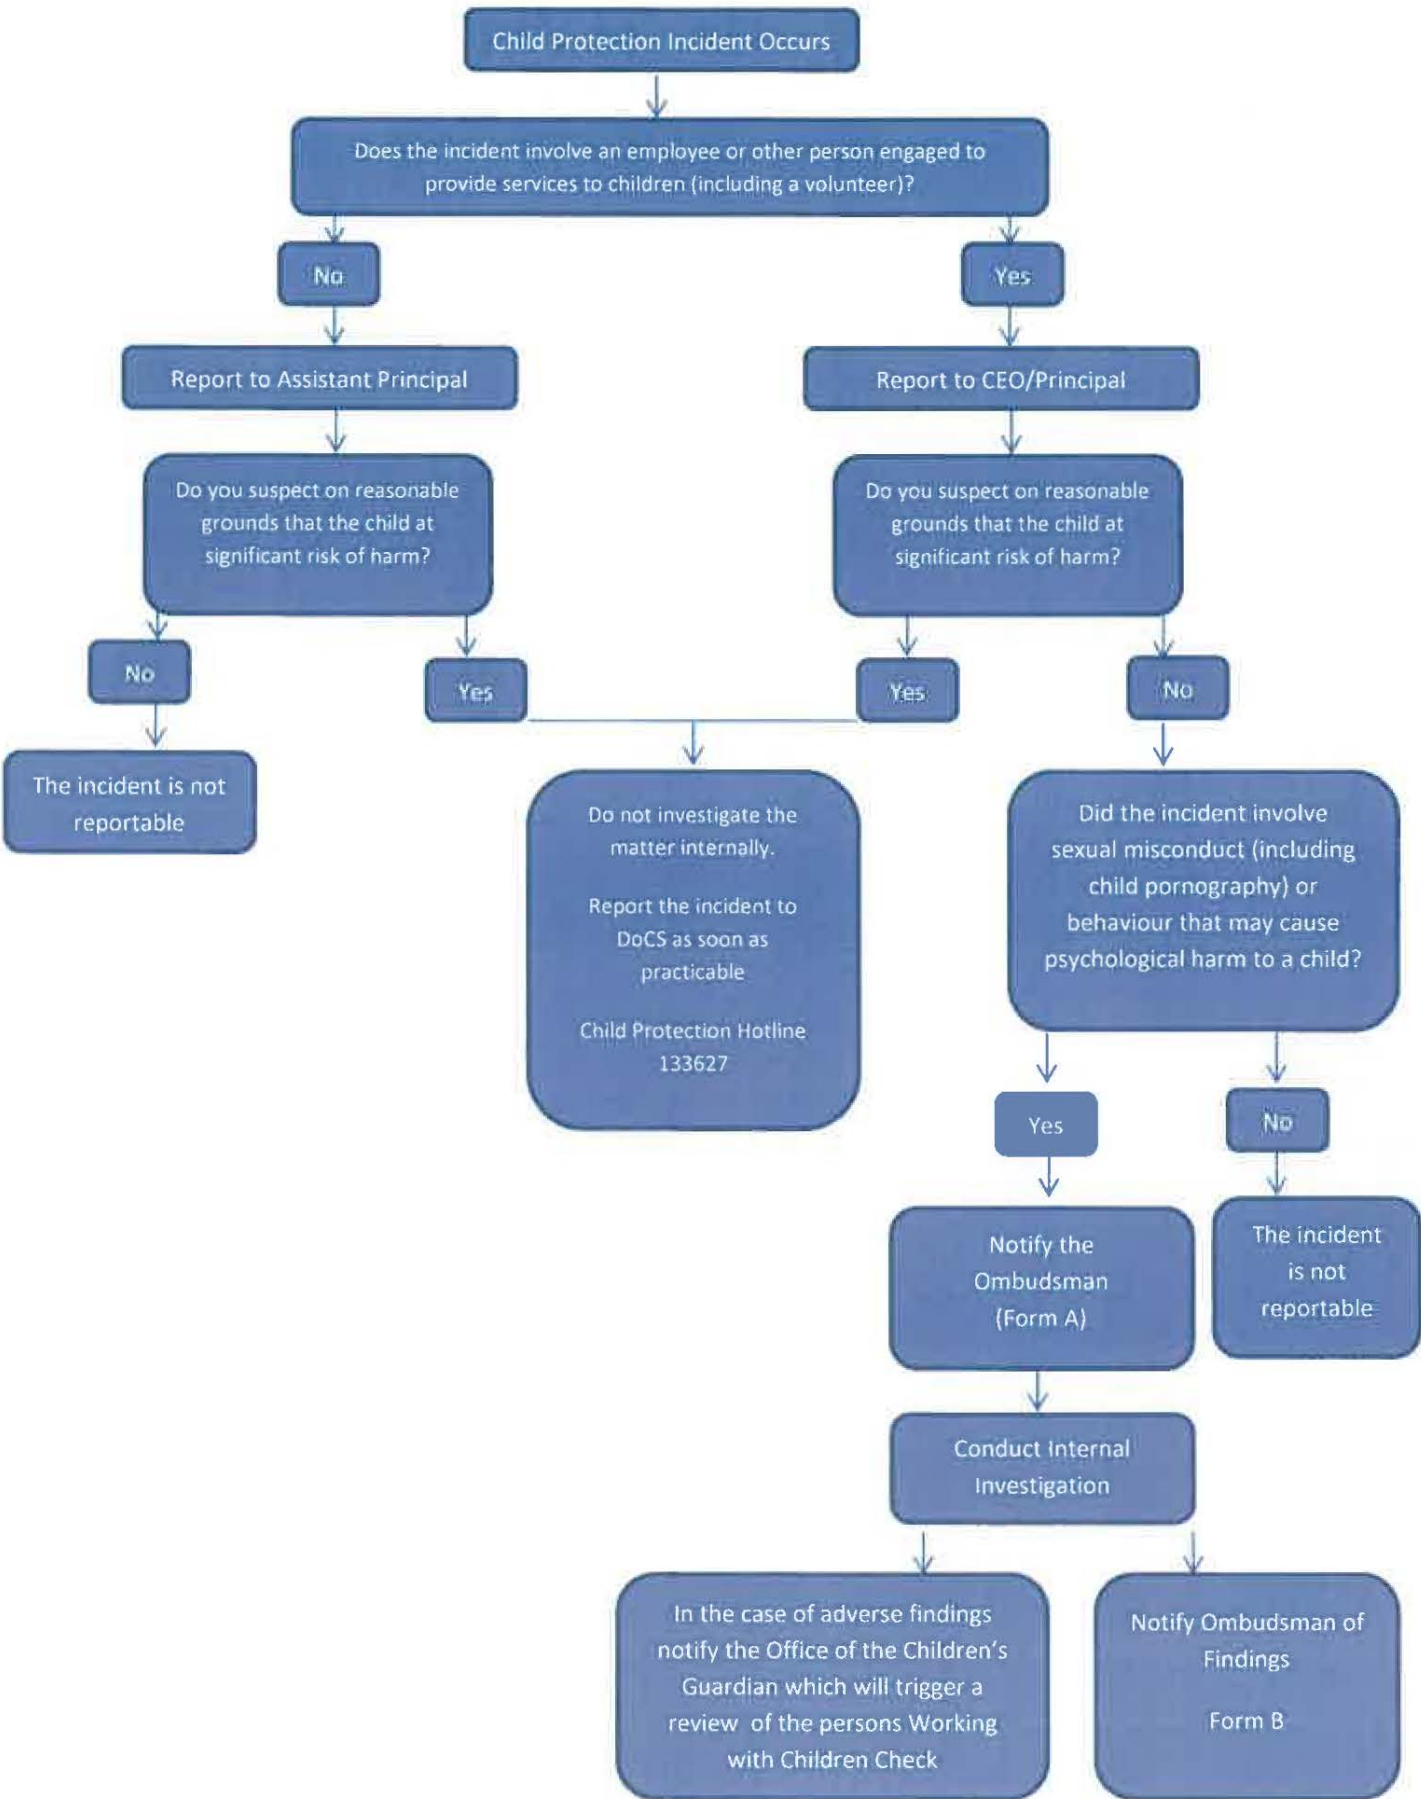 Child Protection Incident Occurs
Does the incident involve an employee or other person engaged to
provide services to children (including a volunteer)?
No
Yes
Report to Assistant Principal
Report to CEO/Principal
Do you suspect on reasonable
grounds that the child at
significant risk of harm?
Do you suspect on reasonable
grounds that the child at
significant risk of harm?
No
Yes
Yes
No
The incident is not
reportable
Do not investigate the
matter internally.
Report the incident to
DoCS as soon as
practicable
Child Protection Hotline
133627
Did the incident involve
sexual misconduct (including
child pornography) or
behaviour that may cause
psychological harm to a child?
Yes
No
Notify the
Ombudsman
(Form A)
The incident
is not
reportable
Conduct Internal
Investigation
In the case of adverse findings
notify the Office of the Children's
Guardian which will trigger a
review of the persons Working
with Children Check
Notify Ombudsman of
Findings
Form B